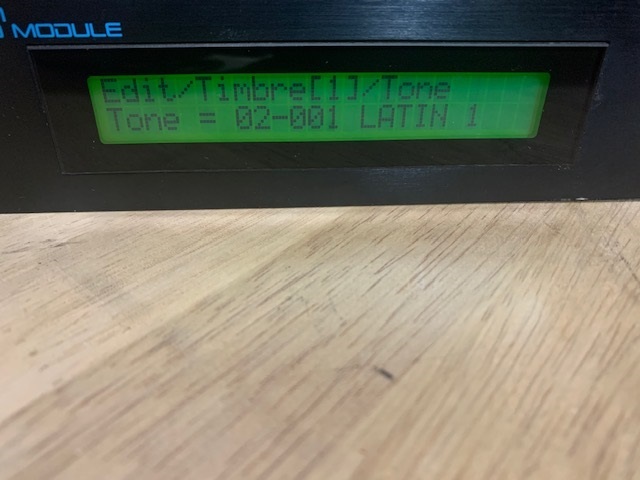 MODULE
Edit/Timbre[1]/Tone
Tone = 02-001 LATIN 1